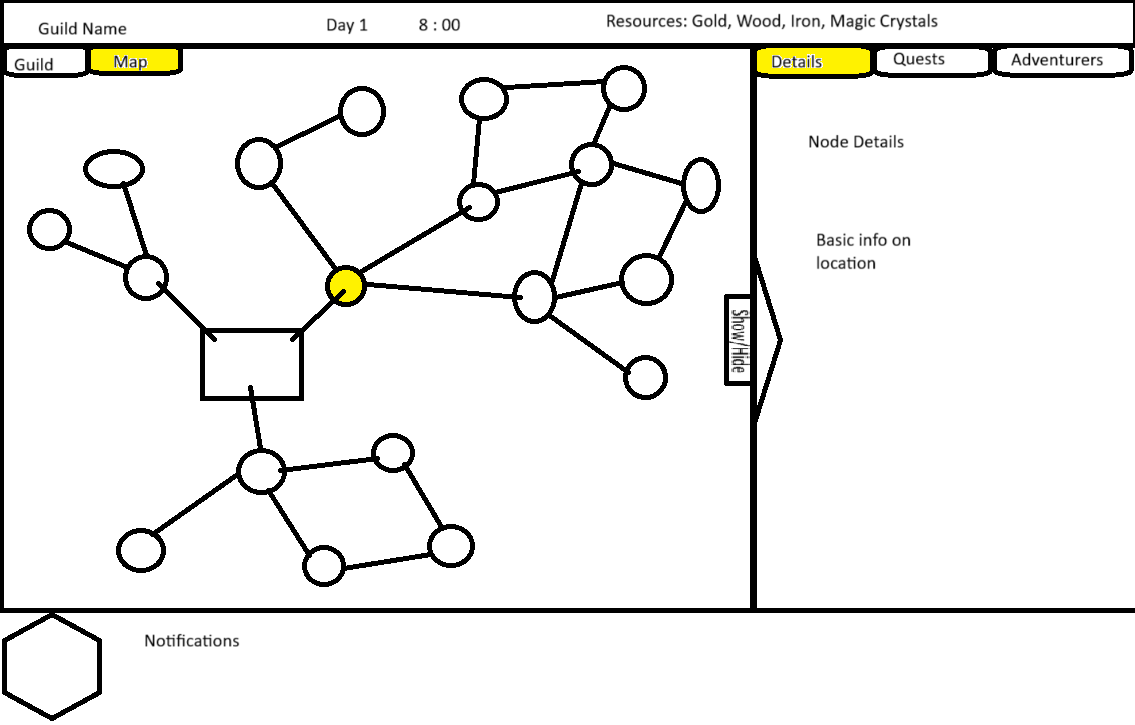 Guild Name
Day 1
8 : 00
Resources: Gold, Wood, Iron, Magic Crystals
Guild
Map
Details
Quests
Adventurers
Node Details
Basic info on
location
Show/Hide
Notifications